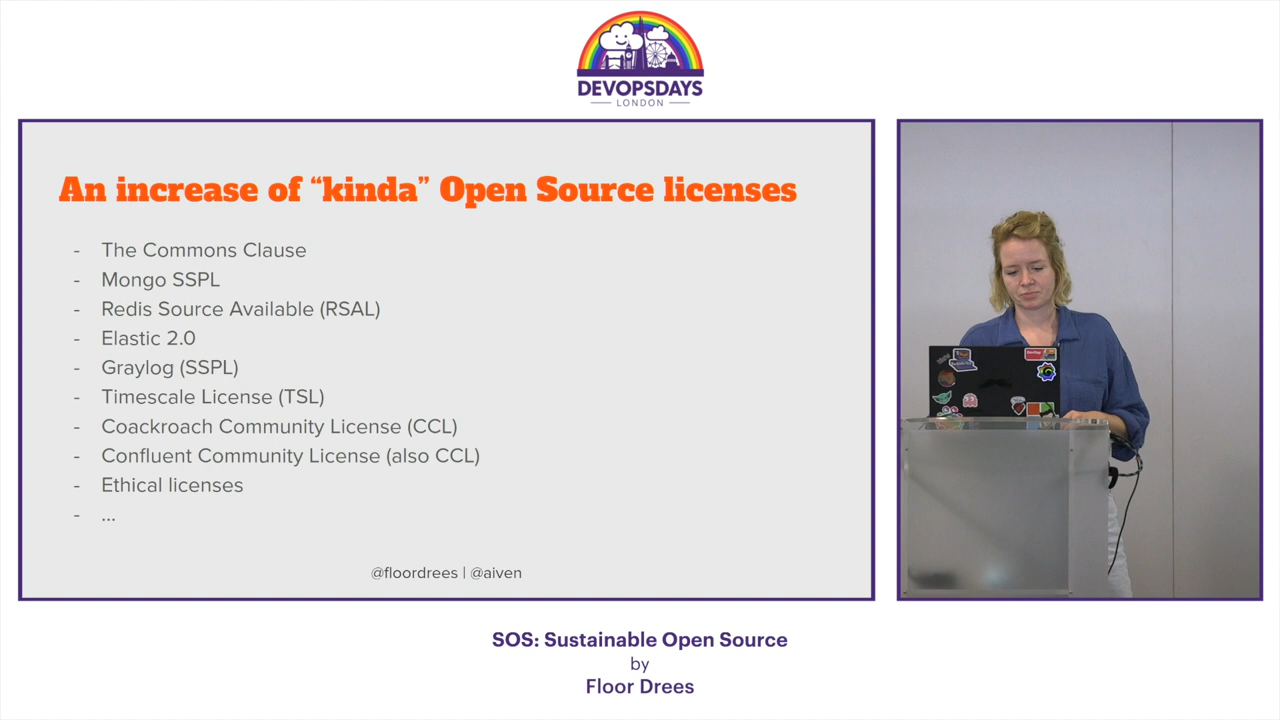 DEVOPSDAYS
LONDON
An increase of “kinda” Open Source licenses
- The Commons Clause
- Mongo SSPL
- Redis Source Available (RSAL)
- Elastic 2.0
- Graylog (SSPL)
- Timescale License (TSL)
- Coackroach Community License (CCL)
- Confluent Community License (also CCL)
- Ethical licenses
- ...
@floordrees | @aiven
SOS: Sustainable Open Source
by
Floor Drees